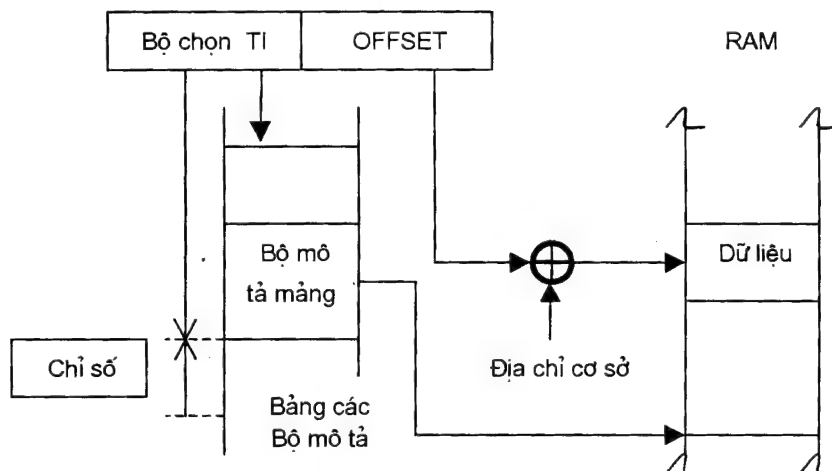 Bộ chọn TI OFFSET
RAM
Bộ mô
tả mảng
Dữ liệu
Chỉ số
Địa chỉ cơ sở
Bảng các
Bộ mô tả